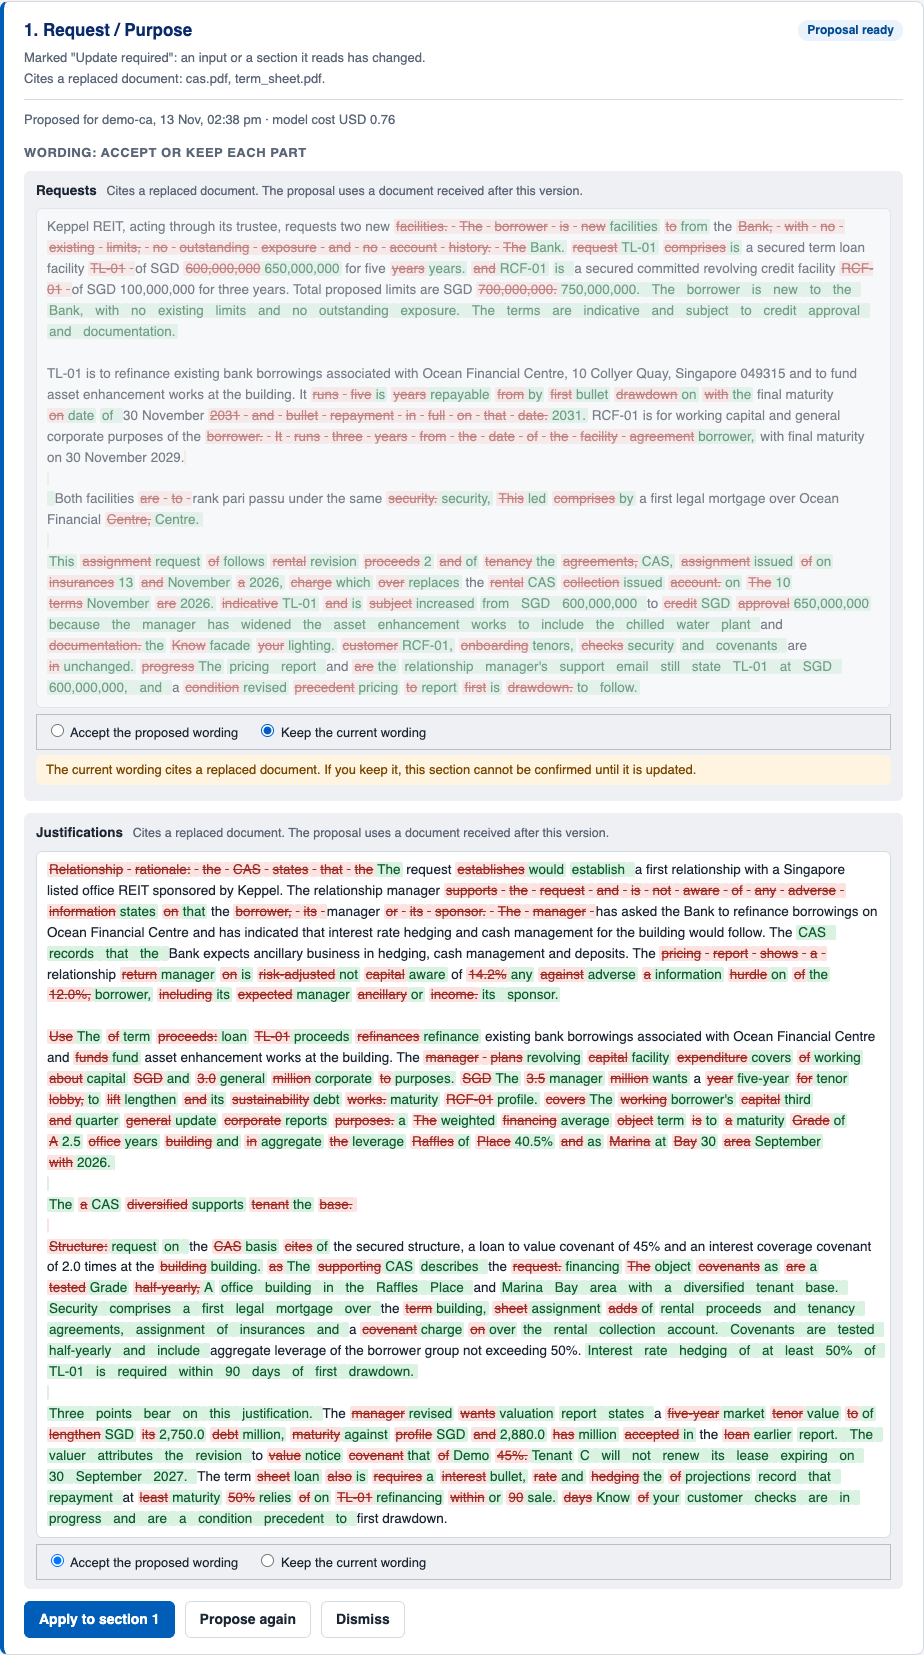 1. Request / Purpose
Proposal ready
Marked "Update required": an input or a section it reads has changed.
Cites a replaced document: cas.pdf, term_sheet.pdf.
Proposed for demo-ca, 13 Nov, 02:38 pm · model cost USD 0.76
WORDING: ACCEPT OR KEEP EACH PART
Requests Cites a replaced document. The proposal uses a document received after this version.
Keppel REIT, acting through its trustee, requests two new facilities. - The - borrower - is - new facilities to from the Bank, - with - no -
existing - limits, - no - outstanding - exposure - and - no - account - history. - The Bank. request TL-01 comprises is a secured term loan
facility TL-01 - of SGD 600,000,000 650,000,000 for five years years. and RCF-01 is a secured committed revolving credit facility RCF-
01 - of SGD 100,000,000 for three years. Total proposed limits are SGD 700,000,000. 750,000,000. The borrower is new to the
Bank, with no existing limits and no outstanding exposure. The terms are indicative and subject to credit approval
and documentation.
TL-01 is to refinance existing bank borrowings associated with Ocean Financial Centre, 10 Collyer Quay, Singapore 049315 and to fund
asset enhancement works at the building. It runs - five is years repayable from by first bullet drawdown on with the final maturity
on date of 30 November 2031 - and - bullet - repayment - in - full - on - that - date. 2031. RCF-01 is for working capital and general
corporate purposes of the borrower. - It - runs - three - years - from - the - date - of - the - facility - agreement borrower, with final maturity
on 30 November 2029.
Both facilities are - to - rank pari passu under the same security. security, This led comprises by a first legal mortgage over Ocean
Financial Centre, Centre.
This assignment request of follows rental revision proceeds 2 and of tenancy the agreements, CAS, assignment issued of on
insurances 13 and November a 2026, charge which over replaces the rental CAS collection issued account. on The 10
terms November are 2026. indicative TL-01 and is subject increased from SGD 600,000,000 to credit SGD approval 650,000,000
because the manager has widened the asset enhancement works to include the chilled water plant and
documentation. the Know facade your lighting. customer RCF-01, onboarding tenors, checks security and covenants are
in unchanged. progress The pricing report and are the relationship manager's support email still state TL-01 at SGD
600,000,000, and a condition revised precedent pricing to report first is drawdown. to follow.
Accept the proposed wording Keep the current wording
The current wording cites a replaced document. If you keep it, this section cannot be confirmed until it is updated.
Justifications Cites a replaced document. The proposal uses a document received after this version.
Relationship - rationale: - the - CAS - states - that - the The request establishes would establish a first relationship with a Singapore
listed office REIT sponsored by Keppel. The relationship manager supports - the - request - and - is - not - aware - of - any - adverse -
information states on that the borrower, - its - manager or - its - sponsor. - The - manager - has asked the Bank to refinance borrowings on
Ocean Financial Centre and has indicated that interest rate hedging and cash management for the building would follow. The CAS
records that the Bank expects ancillary business in hedging, cash management and deposits. The pricing - report - shows - a -
relationship return manager on is risk-adjusted not capital aware of 14.2% any against adverse a information hurdle on of the
12.0%, borrower, including its expected manager ancillary or income. its sponsor.
Use The of term proceeds: loan TL-01 proceeds refinances refinance existing bank borrowings associated with Ocean Financial Centre
and funds fund asset enhancement works at the building. The manager - plans revolving capital facility expenditure covers of working
about capital SGD and 3.0 general million corporate to purposes. SGD The 3.5 manager million wants a year five-year for tenor
lobby, to lift lengthen and its sustainability debt works. maturity RCF-01 profile. covers The working borrower's capital third
and quarter general update corporate reports purposes. a The weighted financing average object term is to a maturity Grade of
A 2.5 office years building and in aggregate the leverage Raffles of Place 40.5% and as Marina at Bay 30 area September
with 2026.
The a CAS diversified supports tenant the base.
Structure: request on the CAS basis cites of the secured structure, a loan to value covenant of 45% and an interest coverage covenant
of 2.0 times at the building building. as The supporting CAS describes the request. financing The object covenants as are a
tested Grade half-yearly, A office building in the Raffles Place and Marina Bay area with a diversified tenant base.
Security comprises a first legal mortgage over the term building, sheet assignment adds of rental proceeds and tenancy
agreements, assignment of insurances and a covenant charge on over the rental collection account. Covenants are tested
half-yearly and include aggregate leverage of the borrower group not exceeding 50%. Interest rate hedging of at least 50% of
TL-01 is required within 90 days of first drawdown.
Three points bear on this justification. The manager revised wants valuation report states a five-year market tenor value to of
lengthen SGD its 2,750.0 debt million, maturity against profile SGD and 2,880.0 has million accepted in the loan earlier report. The
valuer attributes the revision to value notice covenant that of Demo 45%. Tenant C will not renew its lease expiring on
30 September 2027. The term sheet loan also is requires a interest bullet, rate and hedging the of projections record that
repayment at least maturity 50% relies of on TL-01 refinancing within or 90 sale. days Know of your customer checks are in
progress and are a condition precedent to first drawdown.
Accept the proposed wording Keep the current wording
Apply to section 1 Propose again Dismiss